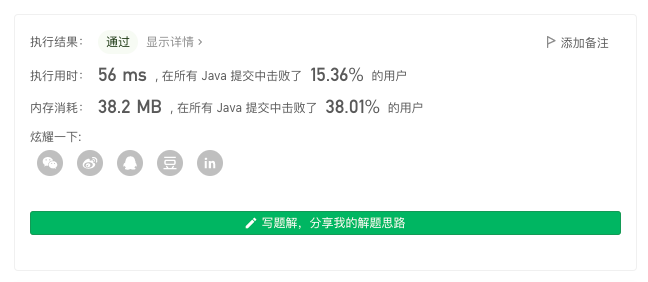 执行结果： 通过 显示详情 › 添加备注
执行用时： 56 ms , 在所有 Java 提交中击败了 15.36% 的用户
内存消耗： 38.2 MB , 在所有 Java 提交中击败了 38.01% 的用户
炫耀一下:
豆 in
写题解，分享我的解题思路